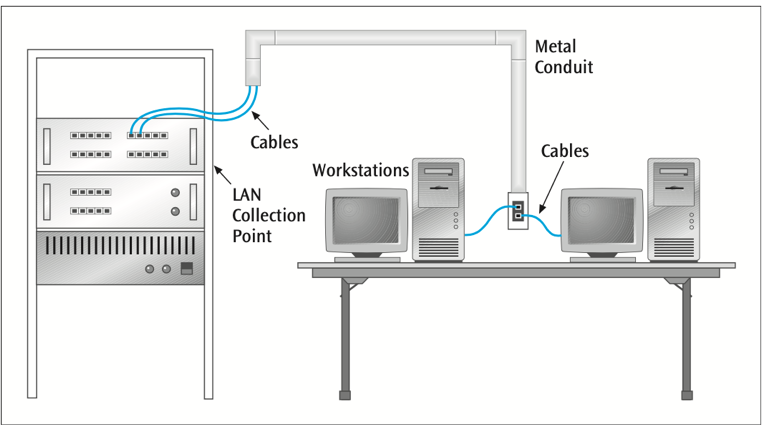 Metal
Conduit
Cables
Cables
Workstations
LAN
Collection
Point